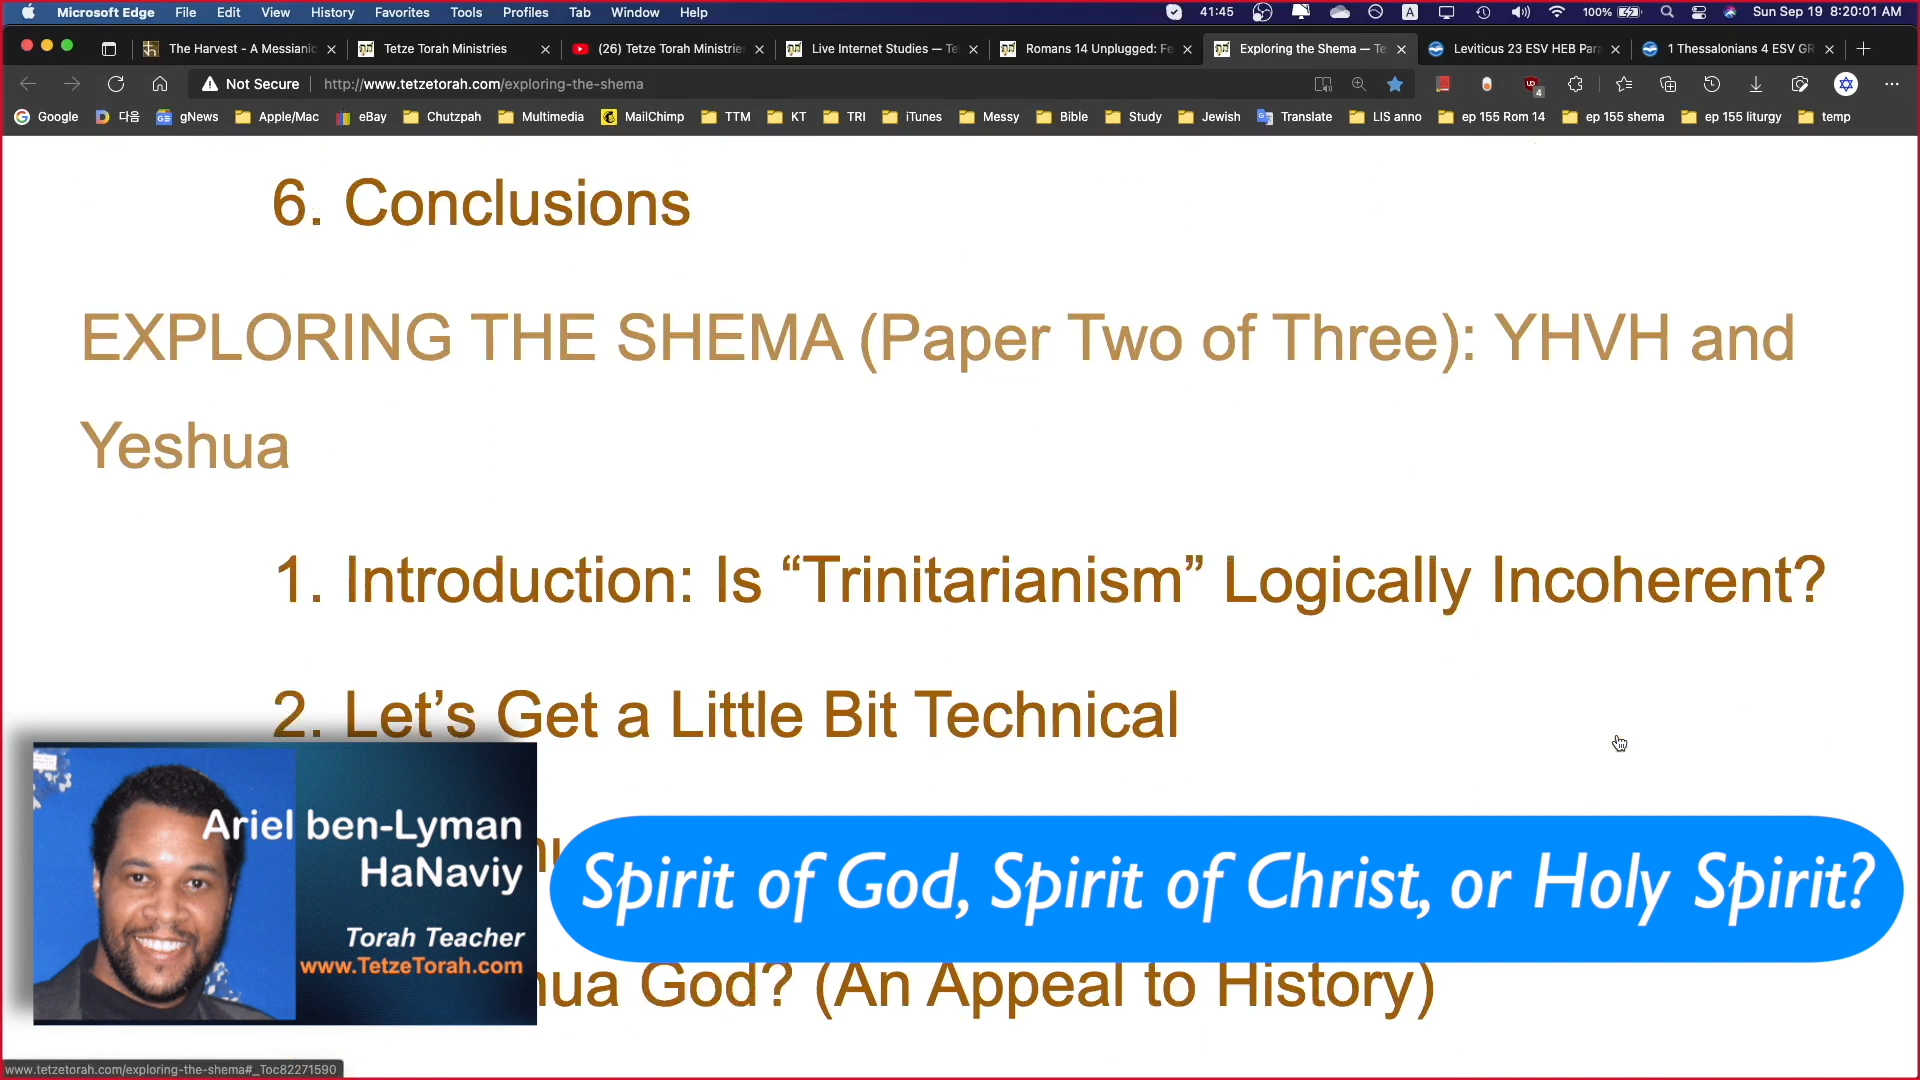 Microsoft Edge File Edit View History Favorites Tools Profiles Tab Window Help 41:45 A 100% Sun Sep 19 8:20:01 AM
The Harvest - A Messianic Tetze Torah Ministries (26) Tetze Torah Ministries Live Internet Studies — Te Romans 14 Unplugged: Fe Exploring the Shema — Te Leviticus 23 ESV HEB Para 1 Thessalonians 4 ESV GR
Not Secure http://www.tetzetorah.com/exploring-the-shema 4
Google 다음 gNews Apple/Mac eBay Chutzpah Multimedia MailChimp TTM KT TRI iTunes Messy Bible Study Jewish Translate LIS anno ep 155 Rom 14 ep 155 shema ep 155 liturgy temp
6. Conclusions
EXPLORING THE SHEMA (Paper Two of Three): YHVH and
Yeshua
1. Introduction: Is “Trinitarianism” Logically Incoherent?
2. Let’s Get a Little Bit Technical
Ariel ben-Lyman
HaNaviy
Torah Teacher
www.TetzeTorah.com
Spirit of God, Spirit of Christ, or Holy Spirit?
hua God? (An Appeal to History)
www.tetzetorah.com/exploring-the-shema#_Toc82271590